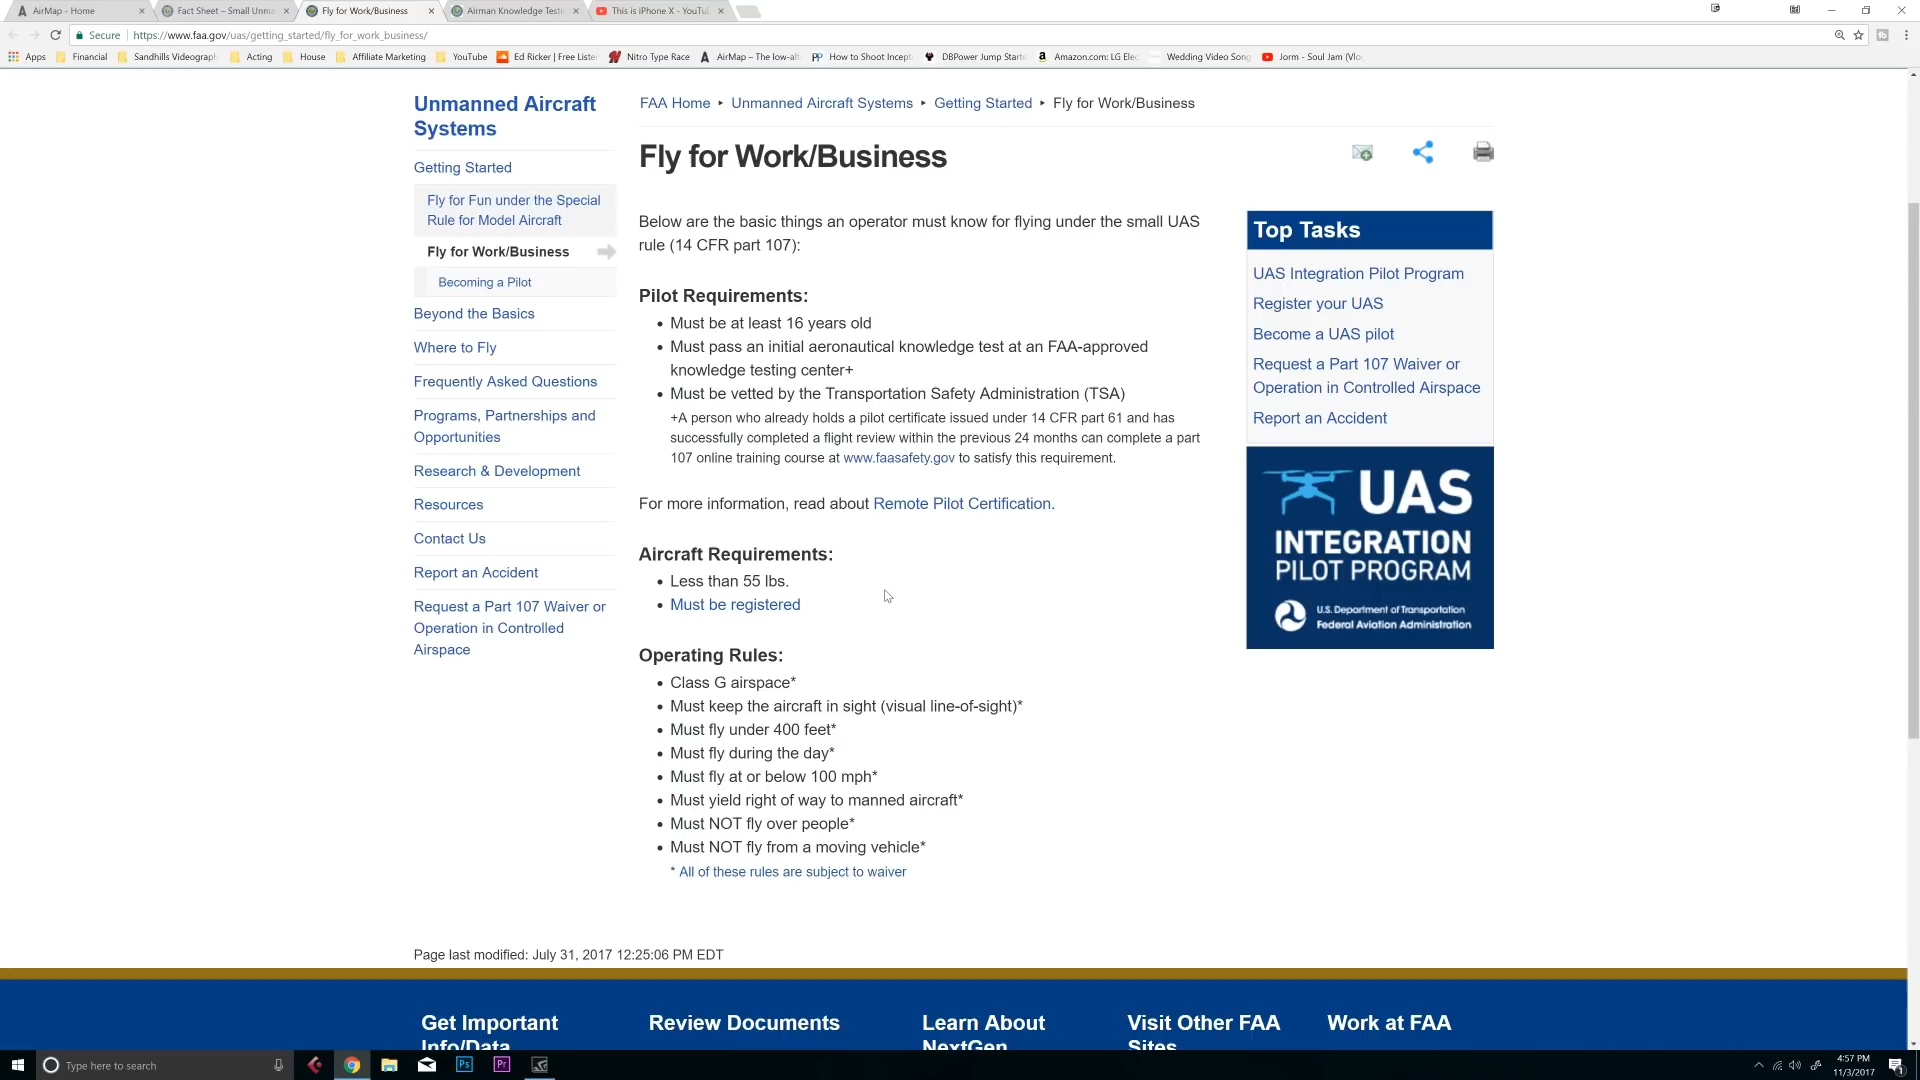 AirMap - Home
Fact Sheet – Small Unma
Fly for Work/Business
Airman Knowledge Testi
This is iPhone X - YouTu
Secure
https://www.faa.gov/uas/getting_started/fly_for_work_business/
Apps
Financial
Sandhills Videograph
Acting
House
Affiliate Marketing
YouTube
Ed Ricker | Free Liste
Nitro Type Race
AirMap – The low-alt
How to Shoot Incept
DBPower Jump Start
Amazon.com: LG Ele
Wedding Video Song
Jorm - Soul Jam (Vlo
Unmanned Aircraft
Systems
Getting Started
Fly for Fun under the Special
Rule for Model Aircraft
Fly for Work/Business
Becoming a Pilot
Beyond the Basics
Where to Fly
Frequently Asked Questions
Programs, Partnerships and
Opportunities
Research & Development
Resources
Contact Us
Report an Accident
Request a Part 107 Waiver or
Operation in Controlled
Airspace
FAA Home ▸ Unmanned Aircraft Systems ▸ Getting Started ▸ Fly for Work/Business
Fly for Work/Business
Below are the basic things an operator must know for flying under the small UAS
rule (14 CFR part 107):
Pilot Requirements:
• Must be at least 16 years old
• Must pass an initial aeronautical knowledge test at an FAA-approved
knowledge testing center+
• Must be vetted by the Transportation Safety Administration (TSA)
+A person who already holds a pilot certificate issued under 14 CFR part 61 and has
successfully completed a flight review within the previous 24 months can complete a part
107 online training course at www.faasafety.gov to satisfy this requirement.
For more information, read about Remote Pilot Certification.
Aircraft Requirements:
• Less than 55 lbs.
• Must be registered
Operating Rules:
• Class G airspace*
• Must keep the aircraft in sight (visual line-of-sight)*
• Must fly under 400 feet*
• Must fly during the day*
• Must fly at or below 100 mph*
• Must yield right of way to manned aircraft*
• Must NOT fly over people*
• Must NOT fly from a moving vehicle*
* All of these rules are subject to waiver
Top Tasks
UAS Integration Pilot Program
Register your UAS
Become a UAS pilot
Request a Part 107 Waiver or
Operation in Controlled Airspace
Report an Accident
UAS
INTEGRATION
PILOT PROGRAM
U.S. Department of Transportation
Federal Aviation Administration
Page last modified: July 31, 2017 12:25:06 PM EDT
Get Important
Info/Data
Review Documents
Learn About
NextGen
Visit Other FAA
Sites
Work at FAA
Type here to search
Ps
Pr
4:57 PM
11/3/2017
1